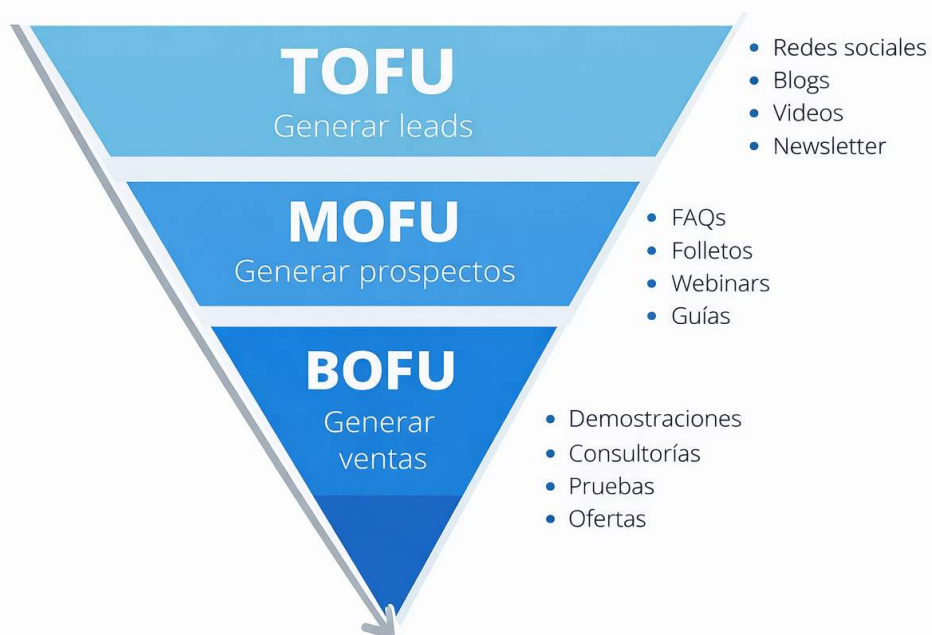 TOFU
Generar leads
• Redes sociales
• Blogs
• Videos
• Newsletter
MOFU
Generar prospectos
• FAQs
• Folletos
• Webinars
• Guías
BOFU
Generar
ventas
• Demostraciones
• Consultorías
• Pruebas
• Ofertas